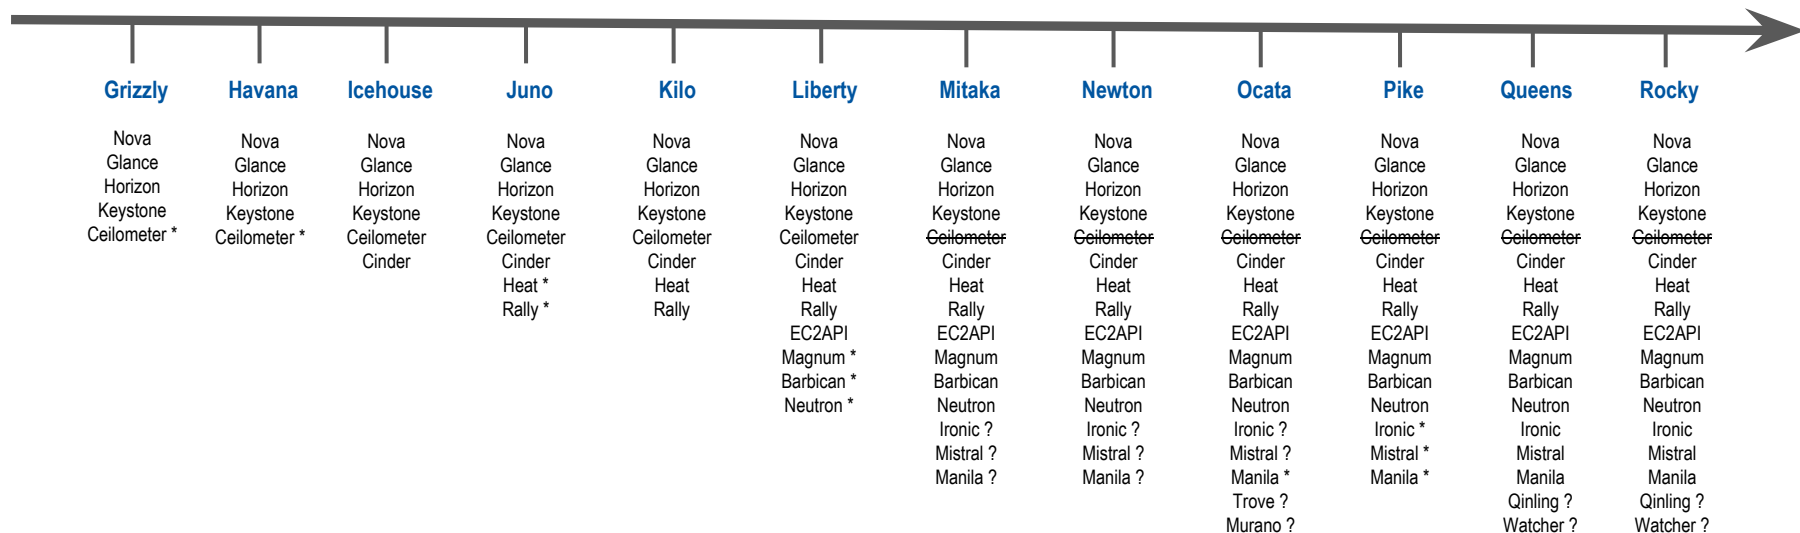 Grizzly Havana Icehouse Juno Kilo Liberty Mitaka Newton Ocata Pike Queens Rocky
Nova Nova Nova Nova Nova Nova Nova Nova Nova Nova Nova Nova
Glance Glance Glance Glance Glance Glance Glance Glance Glance Glance Glance Glance
Horizon Horizon Horizon Horizon Horizon Horizon Horizon Horizon Horizon Horizon Horizon Horizon
Keystone Keystone Keystone Keystone Keystone Keystone Keystone Keystone Keystone Keystone Keystone Keystone
Ceilometer * Ceilometer * Ceilometer Ceilometer Ceilometer Ceilometer Ceilometer Ceilometer Ceilometer Ceilometer Ceilometer Ceilometer
Cinder Cinder Cinder Cinder Cinder Cinder Cinder Cinder Cinder Cinder
Heat * Heat Heat Heat Heat Heat Heat Heat Heat
Rally * Rally Rally Rally Rally Rally Rally Rally Rally
EC2API EC2API EC2API EC2API EC2API EC2API EC2API
Magnum * Magnum Magnum Magnum Magnum Magnum Magnum
Barbican * Barbican Barbican Barbican Barbican Barbican Barbican
Neutron * Neutron Neutron Neutron Neutron Neutron Neutron
Ironic ? Ironic ? Ironic ? Ironic * Ironic Ironic
Mistral ? Mistral ? Mistral ? Mistral * Mistral Mistral
Manila ? Manila ? Manila * Manila * Manila Manila
Trove ? Qinling ? Qinling ?
Murano ? Watcher ? Watcher ?